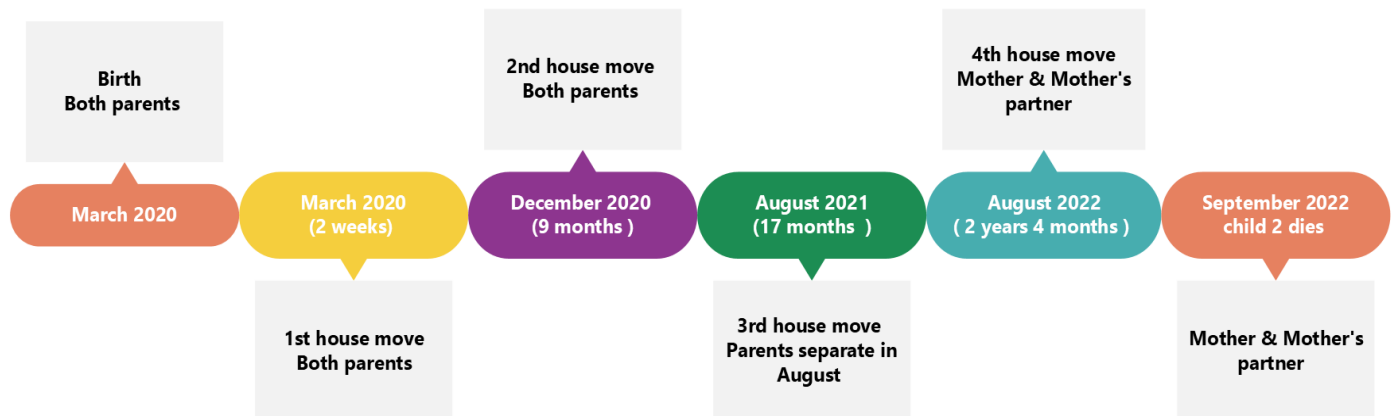 Birth
Both parents
March 2020
March 2020
(2 weeks)
1st house move
Both parents
2nd house move
Both parents
December 2020
(9 months )
August 2021
(17 months  )
3rd house move
Parents separate in
August
4th house move
Mother & Mother's
partner
August 2022
( 2 years 4 months )
September 2022
child 2 dies
Mother & Mother's
partner